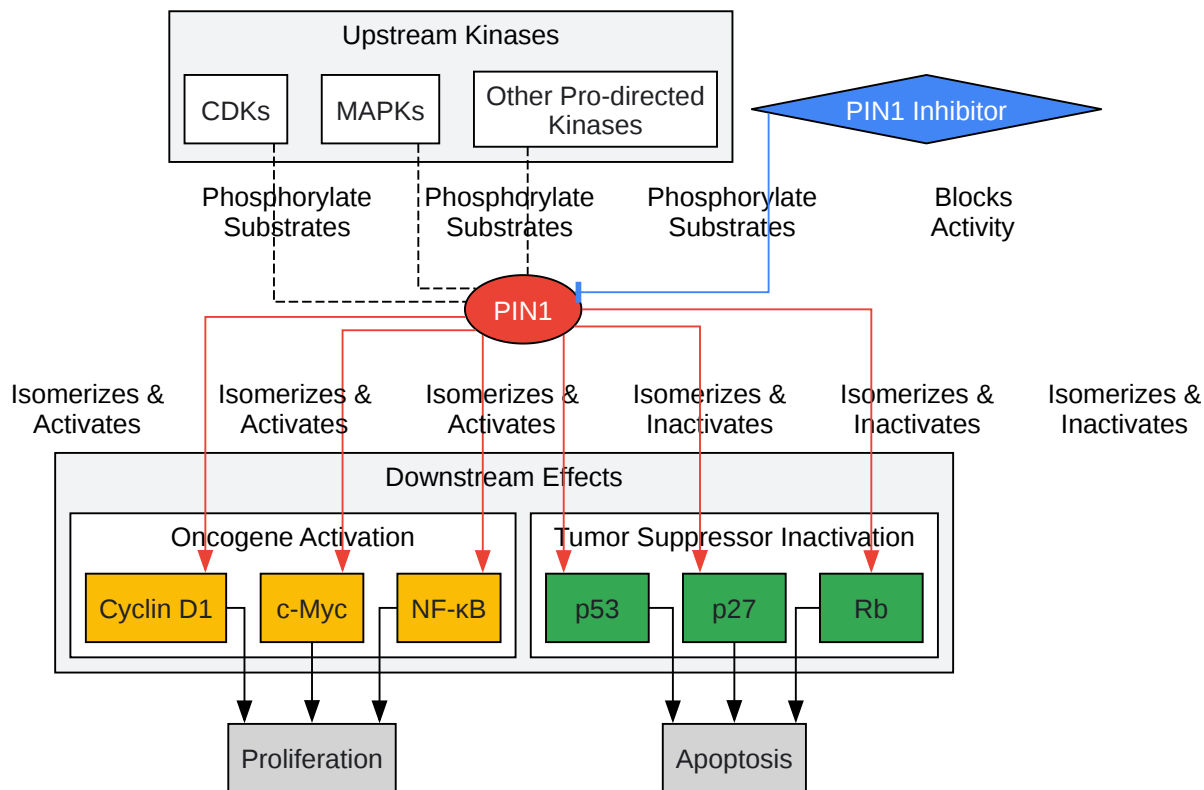 Upstream Kinases
CDKs
MAPKs
Other Pro-directed
Kinases
PIN1 Inhibitor
Phosphorylate
Substrates
Phosphorylate
Substrates
Phosphorylate
Substrates
Blocks
Activity
PIN1
Isomerizes &
Activates
Isomerizes &
Activates
Isomerizes &
Activates
Isomerizes &
Inactivates
Isomerizes &
Inactivates
Isomerizes &
Inactivates
Downstream Effects
Oncogene Activation
Cyclin D1
c-Myc
NF-κB
Tumor Suppressor Inactivation
p53
p27
Rb
Proliferation
Apoptosis